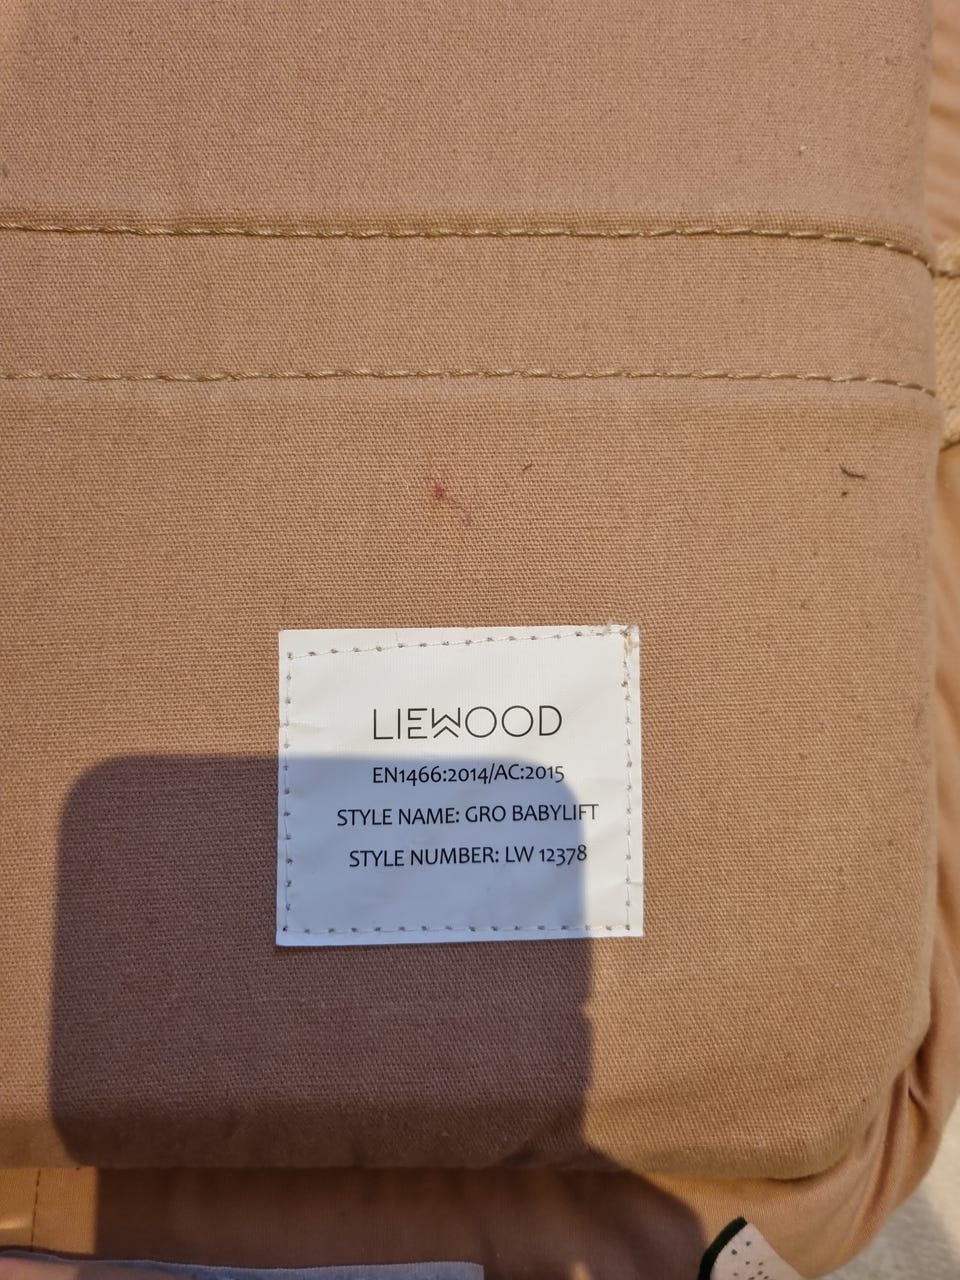 LIEWOOD
EN1466:2014/AC:2015
STYLE NAME: GRO BABYLIFT
STYLE NUMBER: LW 12378